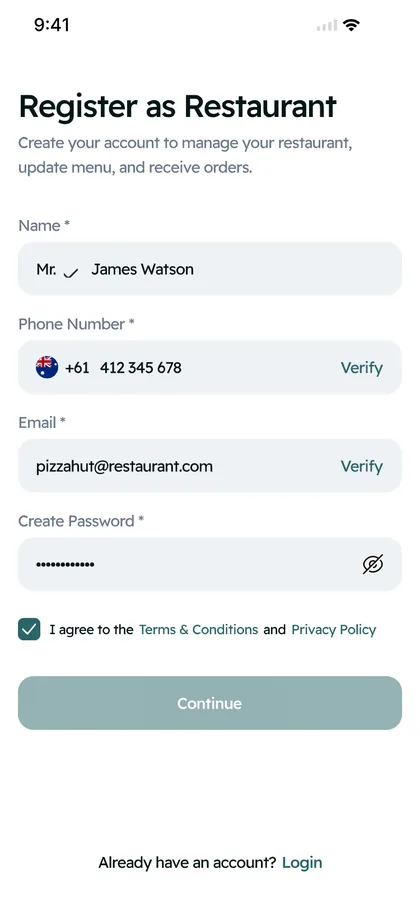 9:41
Register as Restaurant
Create your account to manage your restaurant,
update menu, and receive orders.
Name *
Mr. James Watson
Phone Number *
+61 412 345 678 Verify
Email *
pizzahut@restaurant.com Verify
Create Password *
••••••••••••
I agree to the Terms & Conditions and Privacy Policy
Continue
Already have an account? Login